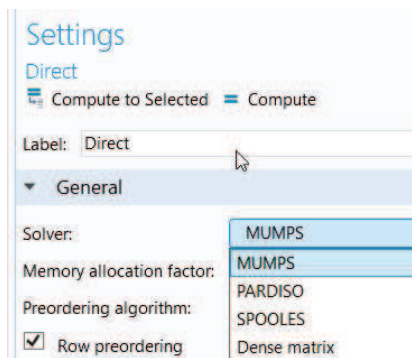 Settings
Direct
Compute to Selected = Compute
Label: Direct
General
Solver: MUMPS
Memory allocation factor: MUMPS
PARDISO
Preordering algorithm: SPOOLES
Row preordering Dense matrix